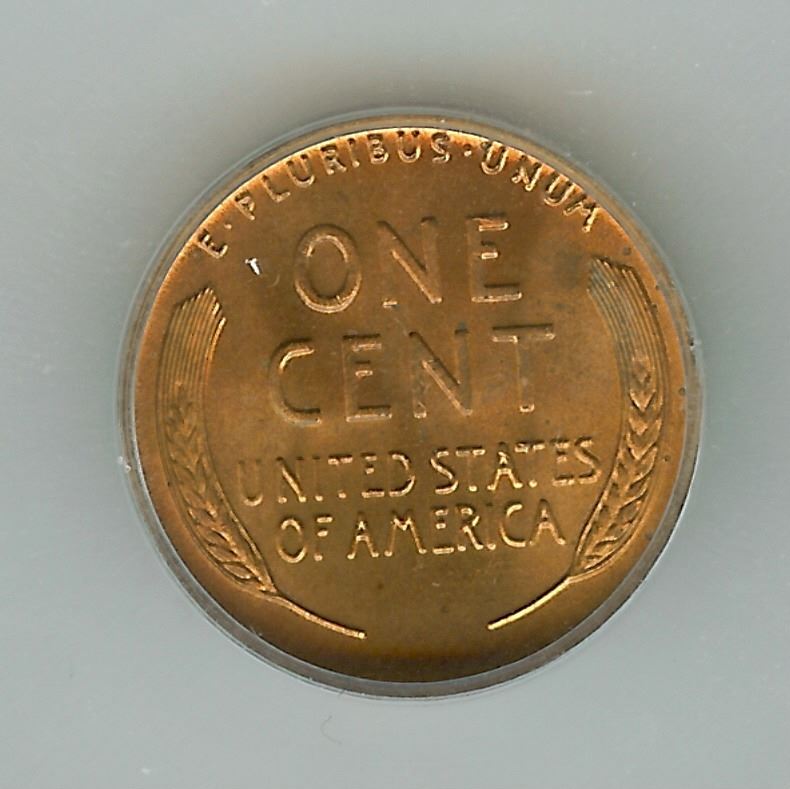 E·PLURIBUS·UNUM
ONE
CENT
UNITED STATES
OF AMERICA